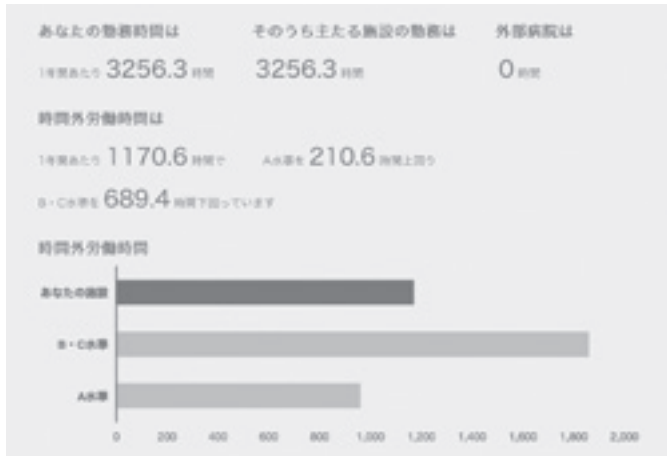 あなたの勤務時間は そのうち主たる施設の勤務は 外部病院は
1年間あたり 3256.3 時間 3256.3 時間 0 時間
時間外労働時間は
1年間あたり 1170.6 時間で A水準を 210.6 時間上回り
B・C水準を 689.4 時間下回っています
時間外労働時間
あなたの施設
B・C水準
A水準
0 200 400 600 800 1,000 1,200 1,400 1,600 1,800 2,000